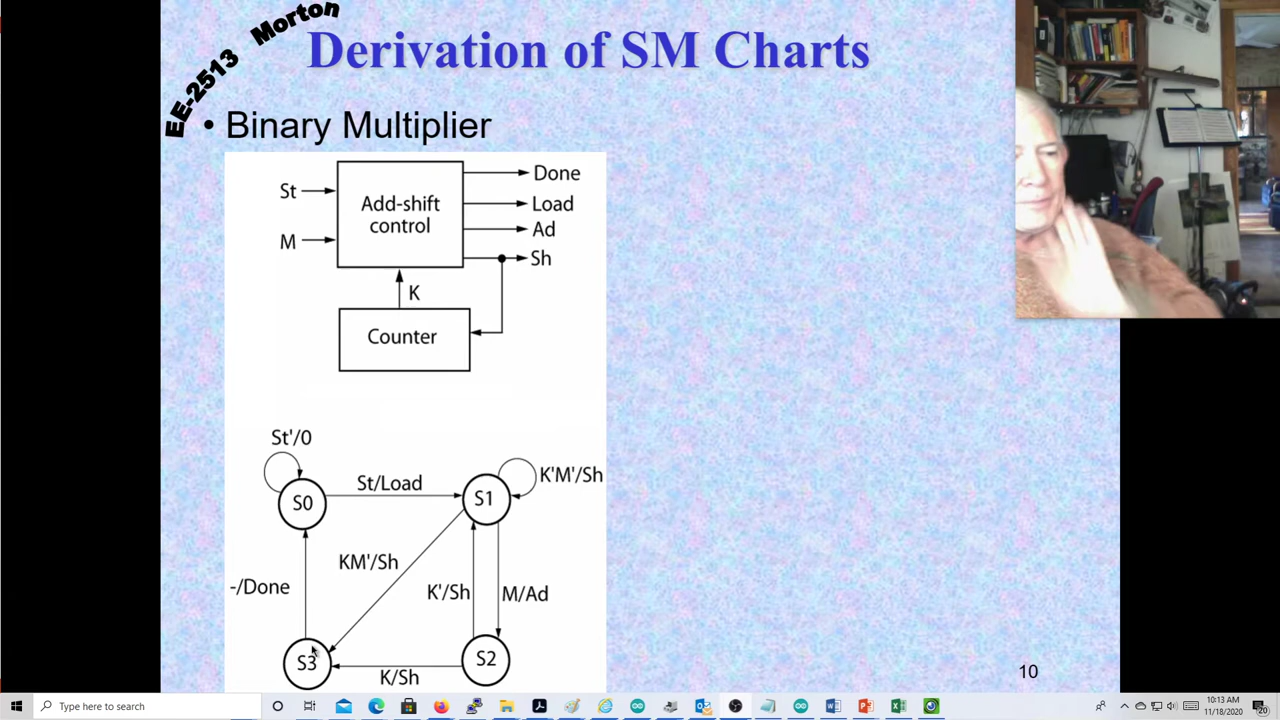 EE-2513 Morton
Derivation of SM Charts
• Binary Multiplier
St
M
Add-shift
control
Done
Load
Ad
Sh
K
Counter
St'/0
S0
St/Load
S1
K'M'/Sh
KM'/Sh
-/Done
K'/Sh
M/Ad
S3
K/Sh
S2
10
Type here to search
10:13 AM
11/18/2020
20